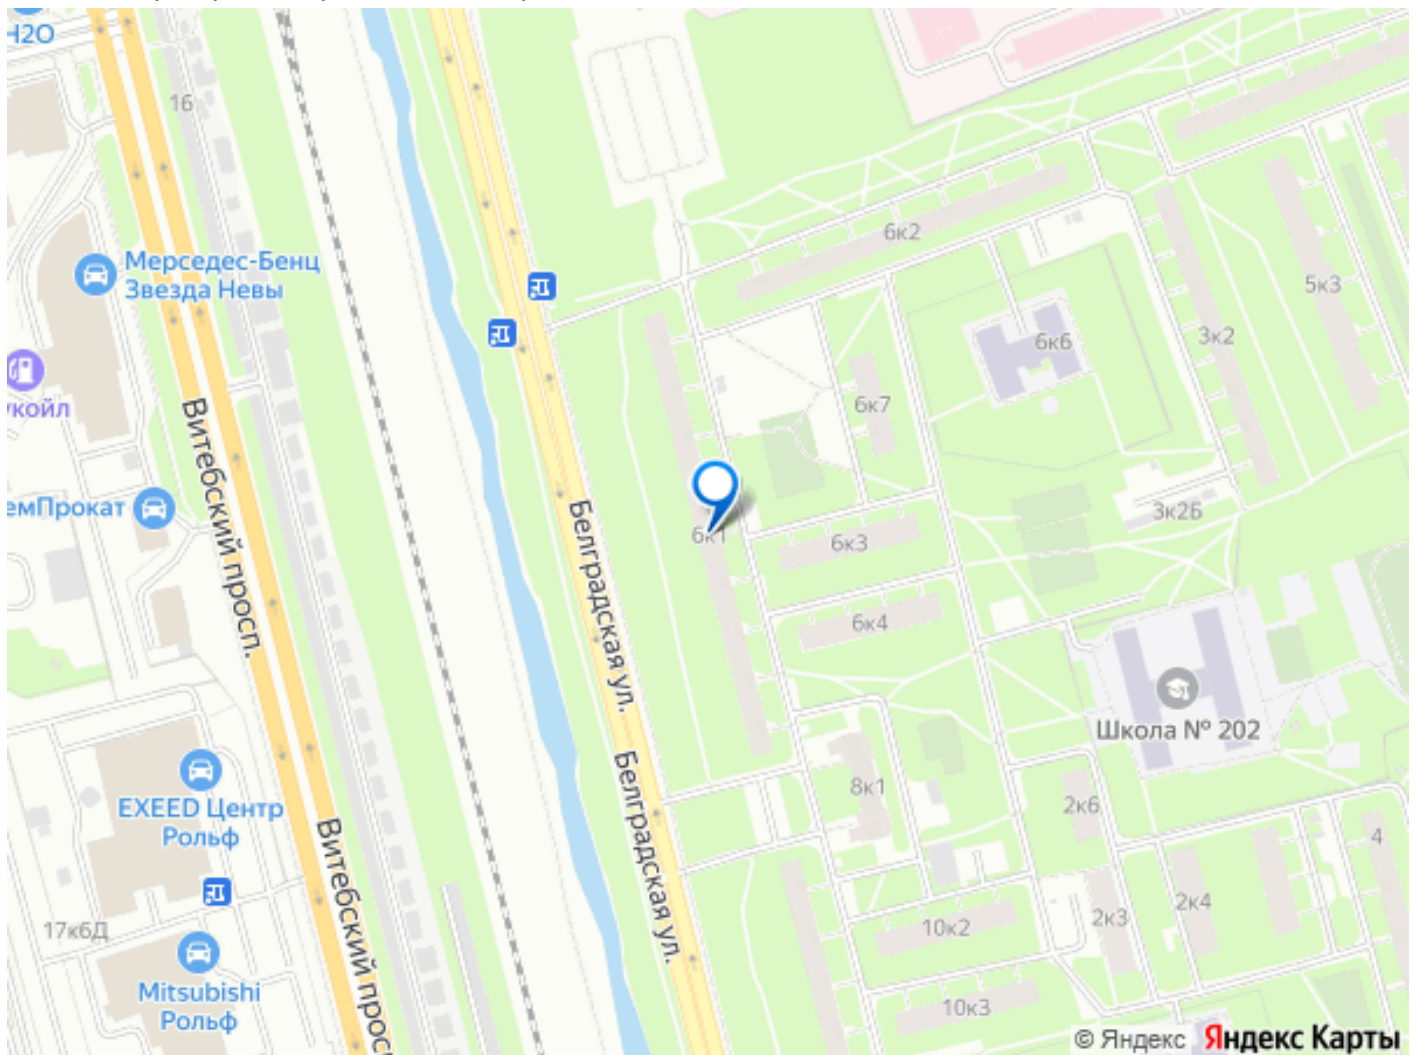 Н2О
16
Мерседес-Бенц
Звезда Невы
укойл
Витебский просп.
емПрокат
6к2
5к3
3к2
6к6
6к7
6к1
6к3
3к2Б
Белградская ул.
6к4
Школа № 202
EXEED Центр
Рольф
Белградская ул.
8к1
2к6
4
Витебский просп
17к6Д
10к2
2к3
2к4
Mitsubishi
Рольф
10к3
© Яндекс Яндекс Карты